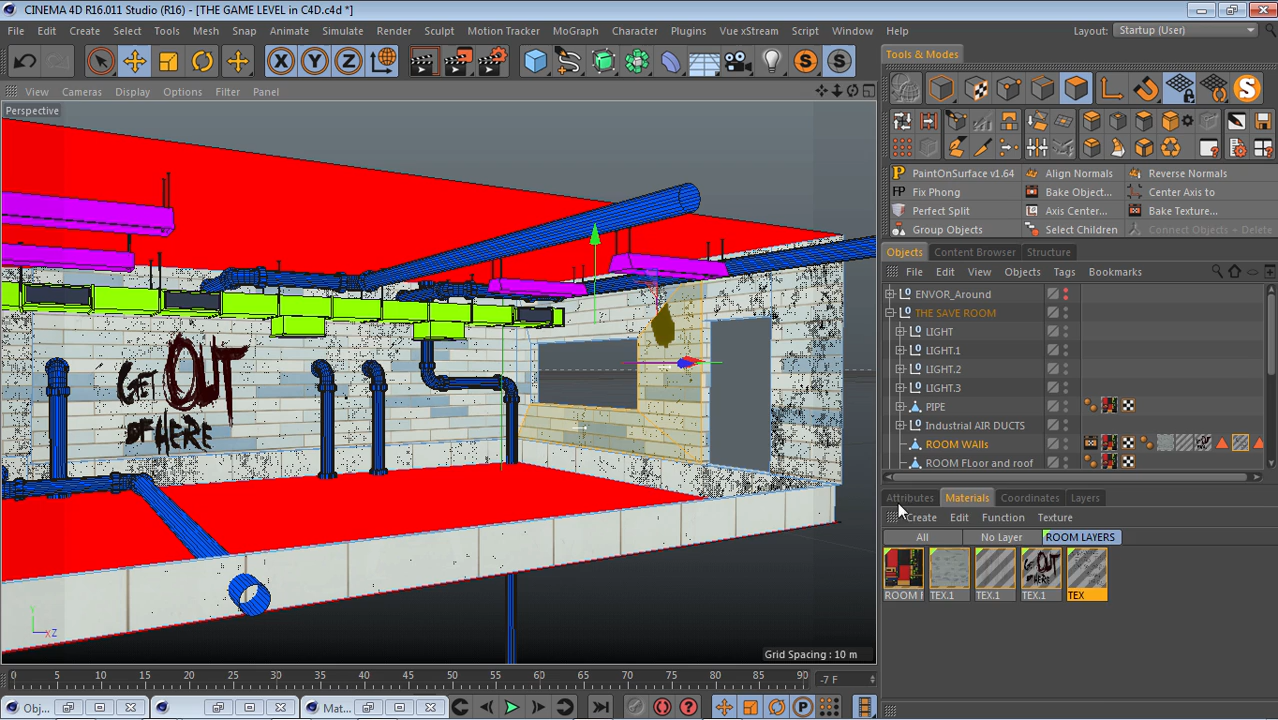 CINEMA 4D R16.011 Studio (R16) - [THE GAME LEVEL in C4D.c4d *]
File Edit Create Select Tools Mesh Snap Animate Simulate Render Sculpt Motion Tracker MoGraph Character Plugins Vue xStream Script Window Help Layout: Startup (User)
X Y Z S S
Tools & Modes
View Cameras Display Options Filter Panel
Perspective
S
P PaintOnSurface v1.64 Align Normals Reverse Normals
FP Fix Phong Bake Object... Center Axis to
Perfect Split Axis Center... Bake Texture...
Group Objects Select Children Connect Objects + Delete
Objects Content Browser Structure
File Edit View Objects Tags Bookmarks
ENVOR_Around
THE SAVE ROOM
LIGHT
LIGHT.1
LIGHT.2
LIGHT.3
PIPE
Industrial AIR DUCTS
ROOM WAlls
ROOM FLoor and roof
GET OUT
OF HERE
Attributes Materials Coordinates Layers
Create Edit Function Texture
All No Layer ROOM LAYERS
ROOM F TEX.1 TEX.1 TEX.1 TEX
Y
XZ
Grid Spacing : 10 m
0 5 10 15 20 25 30 35 40 45 50 55 60 65 70 75 80 85 90 -7 F
Obj... Mat... P